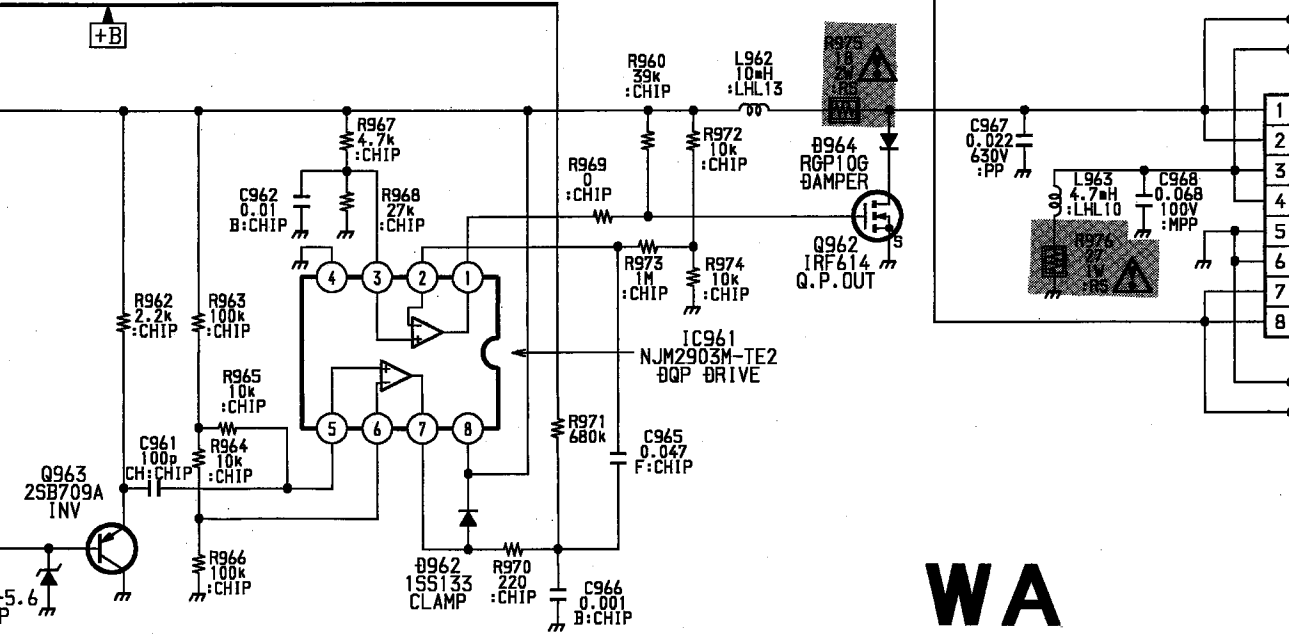 +B
R960
39k
:CHIP
L962
10mH
:LHL13
R975
18
2W
:RS
R967
4.7k
:CHIP
R972
10k
:CHIP
D964
RGP10G
DAMPER
C967
0.022
630V
:PP
1
2
3
4
5
6
7
8
C962
0.01
B:CHIP
R968
27k
:CHIP
R969
0
:CHIP
L963
4.7mH
:LHL10
C968
0.068
100V
:MPP
S
Q962
IRF614
Q.P.OUT
R976
27
1W
:RS
4
3
2
1
R973
1M
:CHIP
R974
10k
:CHIP
R962
2.2k
:CHIP
R963
100k
:CHIP
IC961
NJM2903M-TE2
DQP DRIVE
R965
10k
:CHIP
5
6
7
8
R971
680k
C965
0.047
F:CHIP
C961
100p
CH:CHIP
R964
10k
:CHIP
Q963
2SB709A
INV
R966
100k
:CHIP
D962
1SS133
CLAMP
R970
220
:CHIP
C966
0.001
B:CHIP
-5.6
P
WA